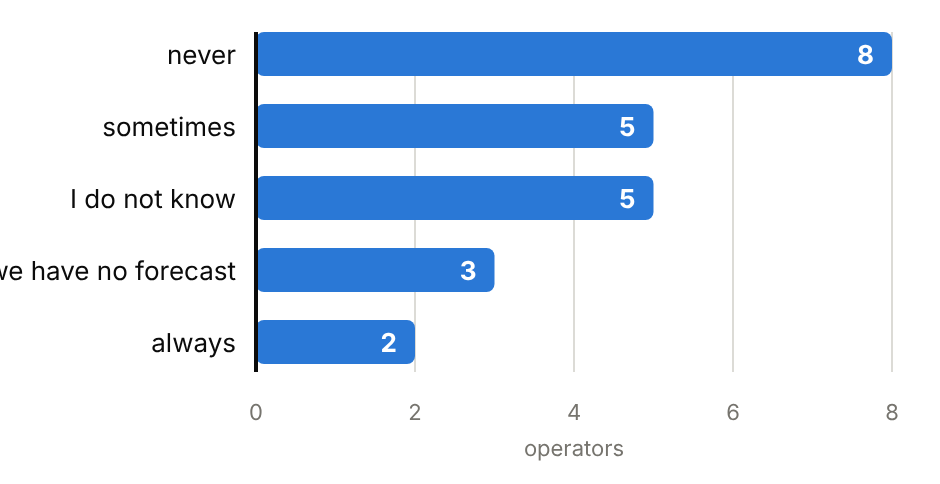 never
8
sometimes
5
I do not know
5
we have no forecast
3
always
2
0 2 4 6 8
operators